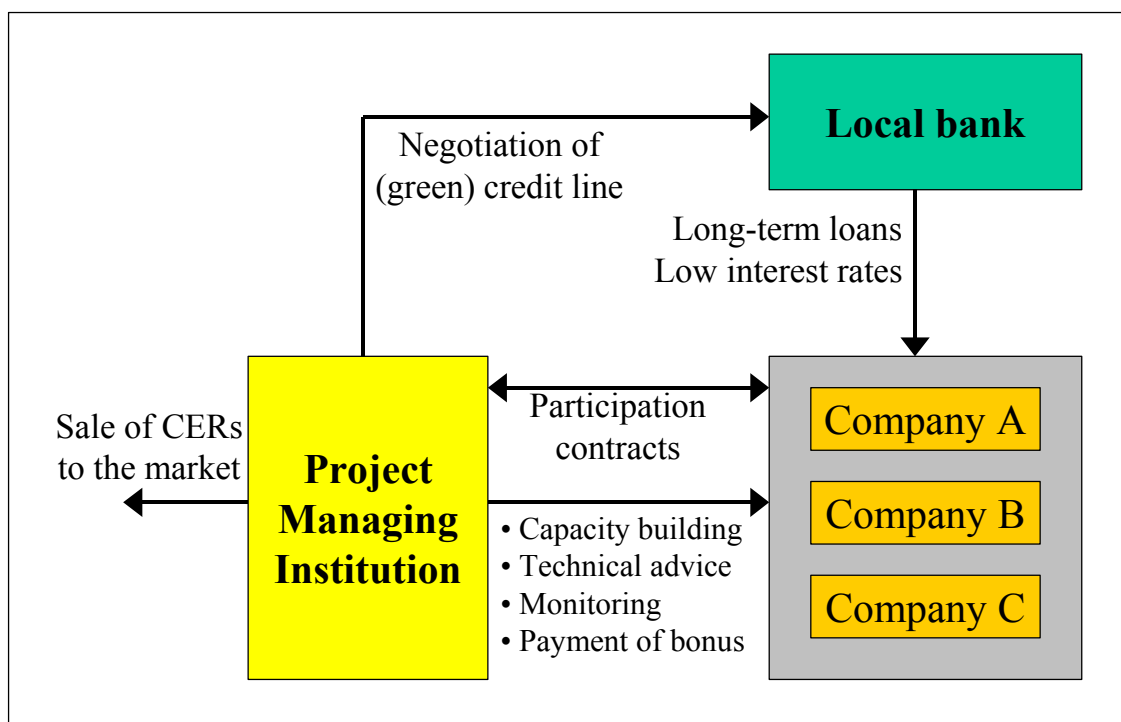 Local bank
Negotiation of
(green) credit line
Long-term loans
Low interest rates
Sale of CERs
to the market
Project
Managing
Institution
Participation
contracts
• Capacity building
• Technical advice
• Monitoring
• Payment of bonus
Company A
Company B
Company C